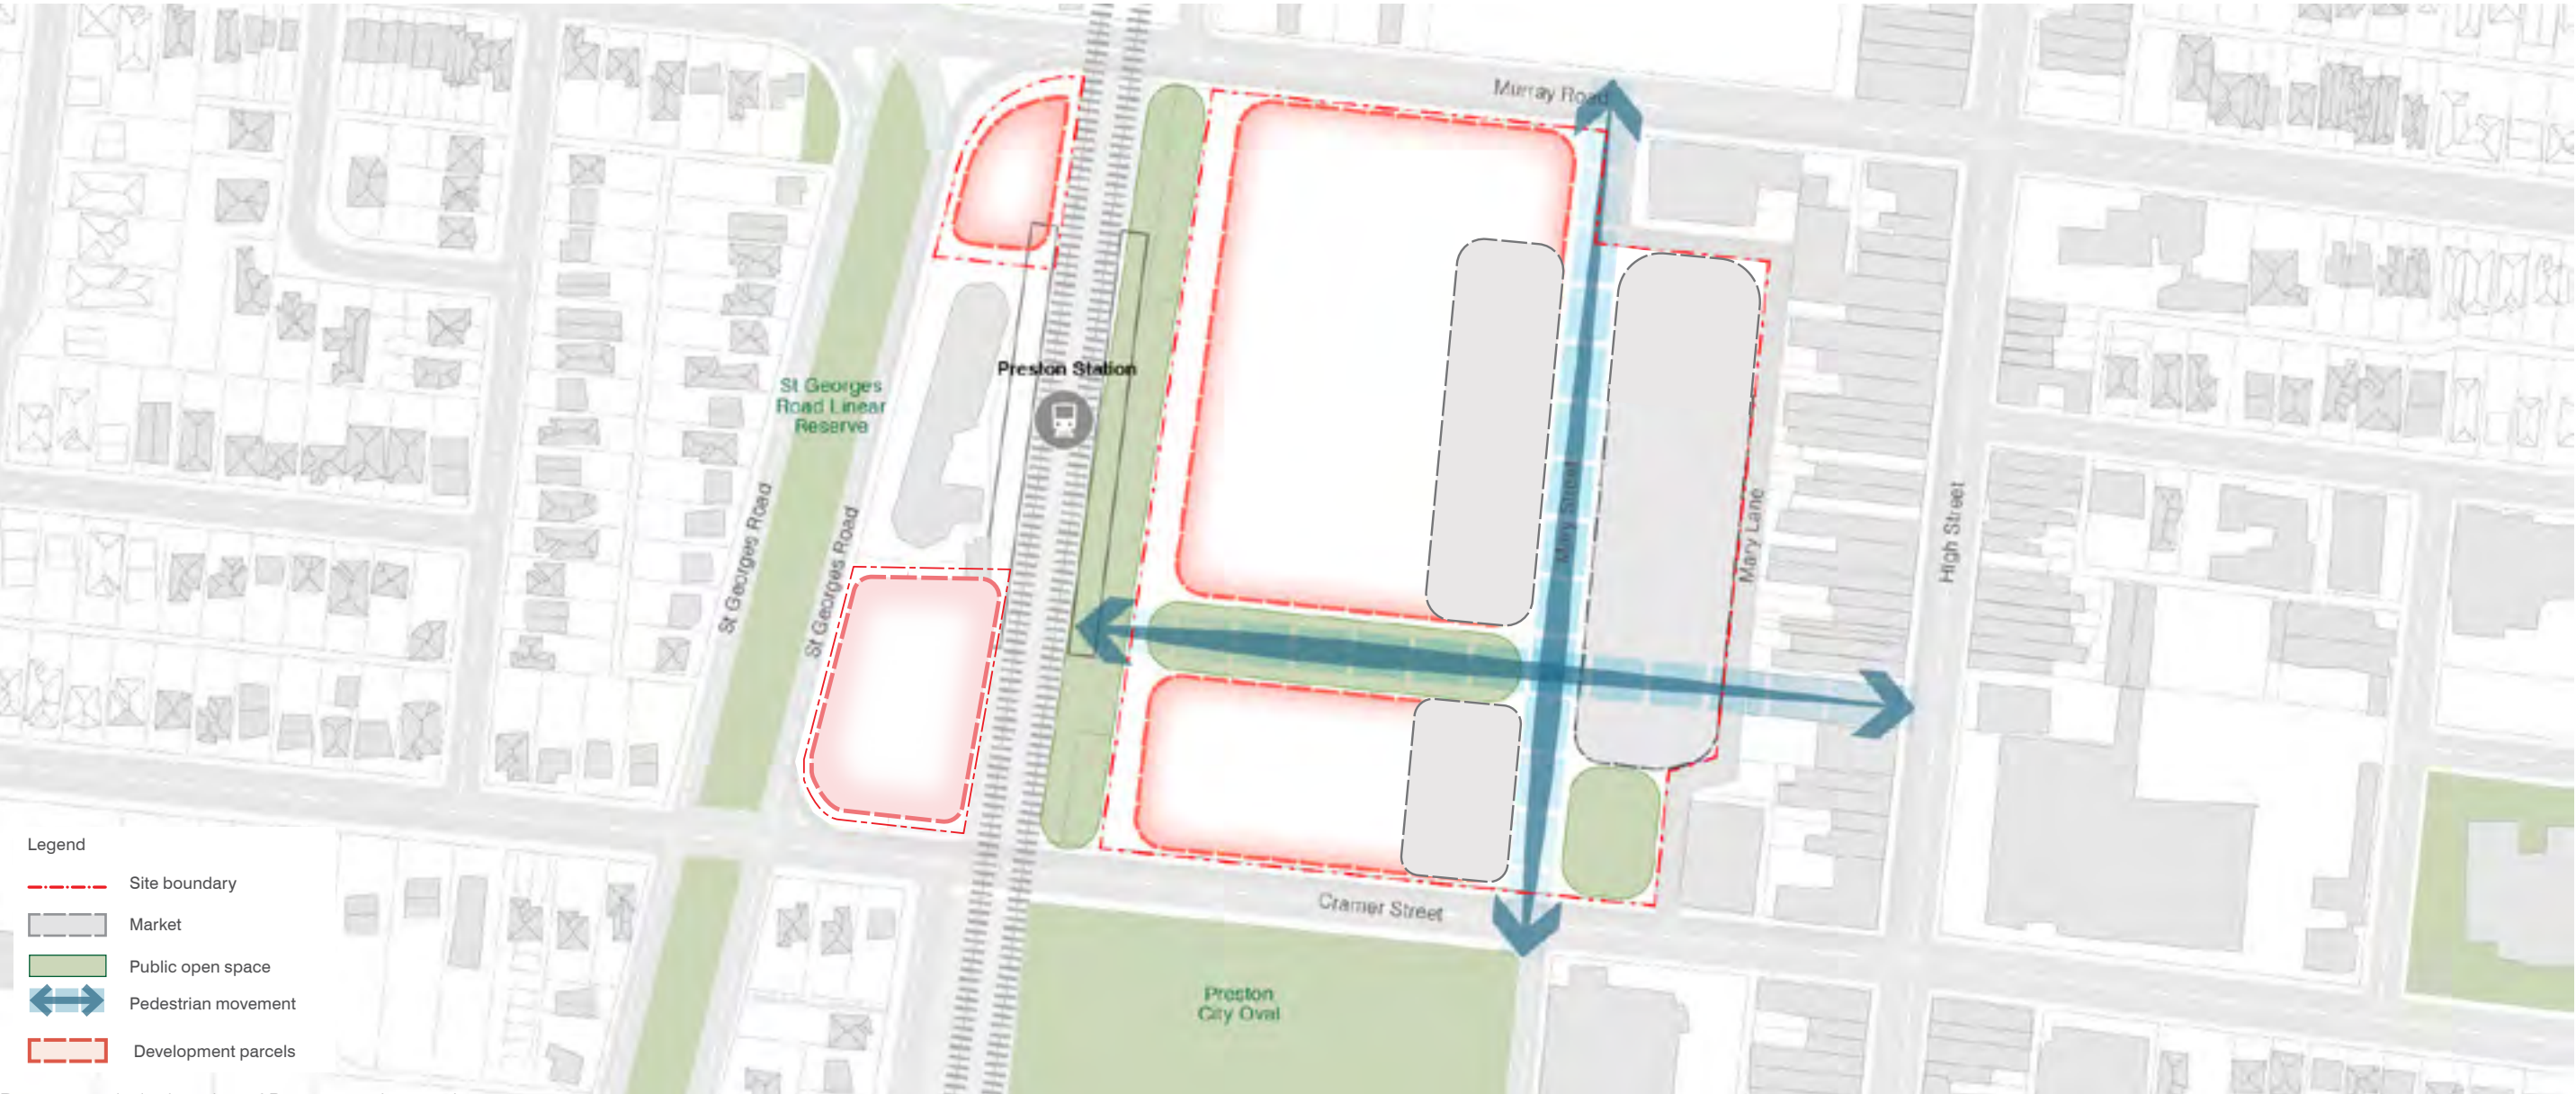 Murray Road
Preston Station
St Georges
Road Linear
Reserve
St Georges Road
St Georges Road
Mary Street
Mary Lane
High Street
Cramer Street
Preston
City Oval
Legend
Site boundary
Market
Public open space
Pedestrian movement
Development parcels